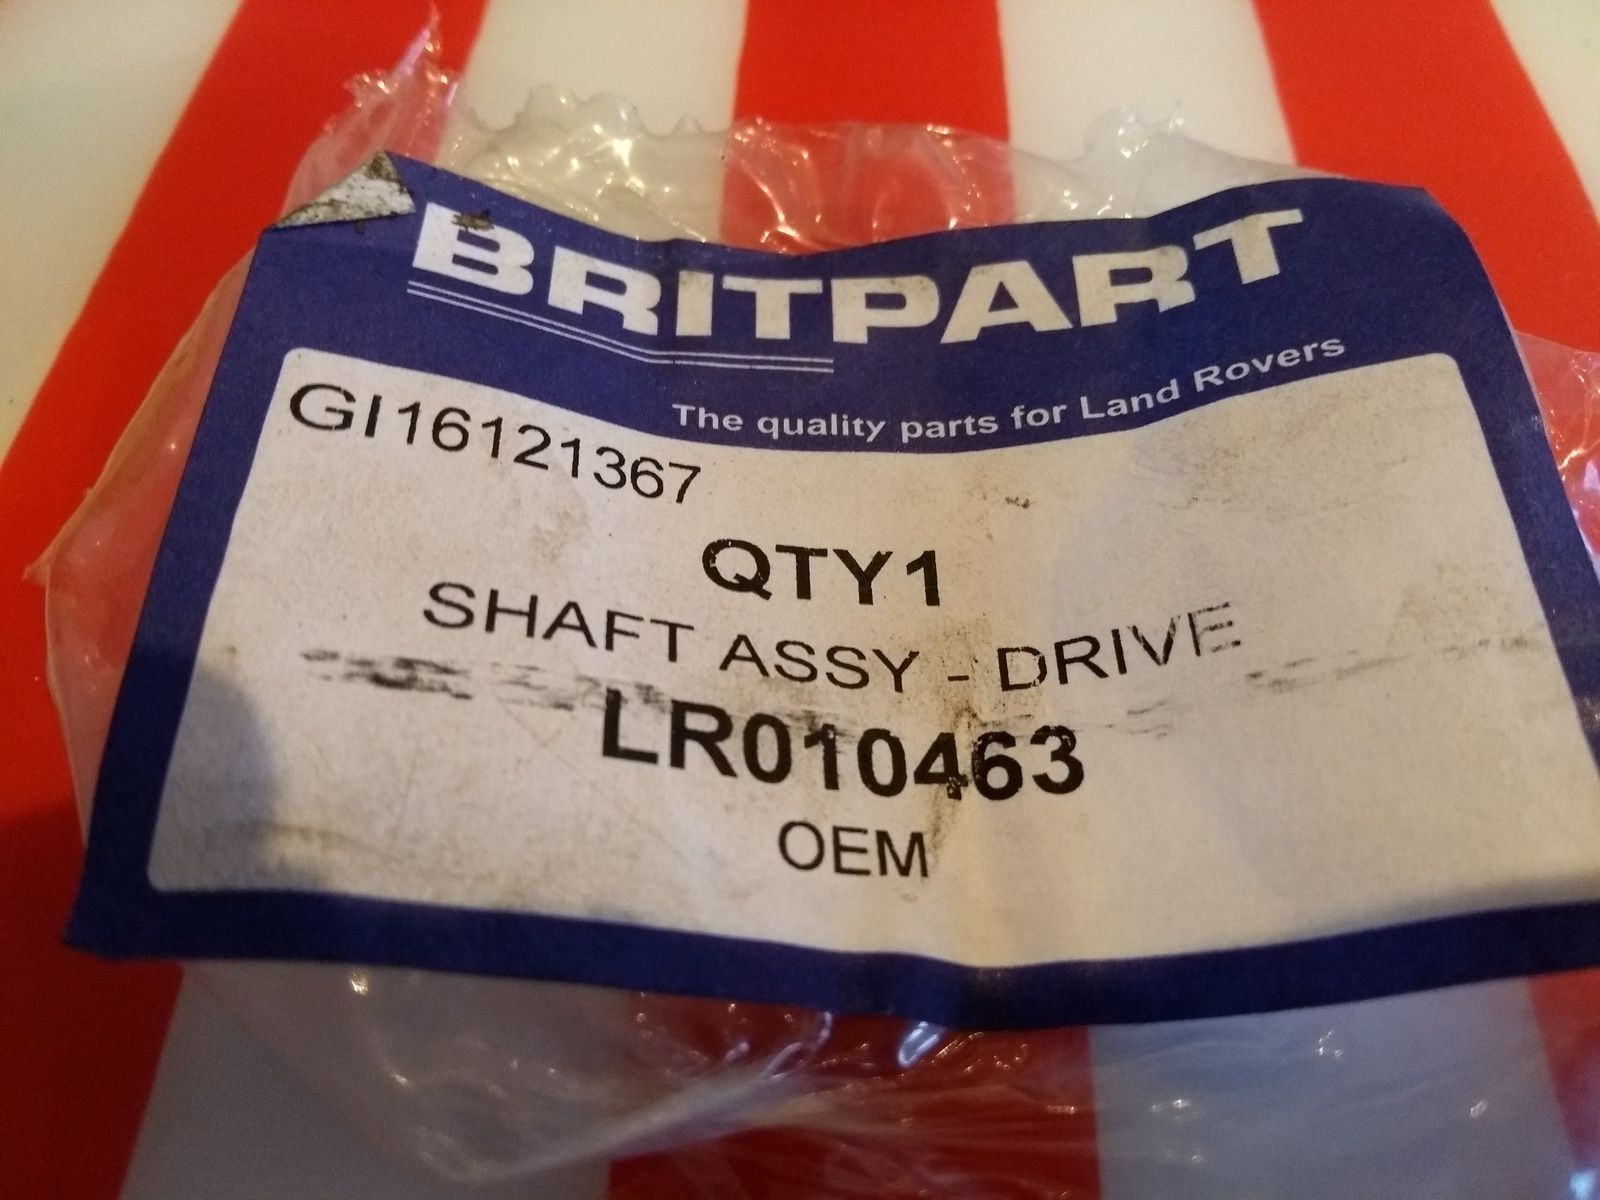 BRITPART
The quality parts for Land Rovers
GI16121367
QTY1
SHAFT ASSY - DRIVE
LR010463
OEM